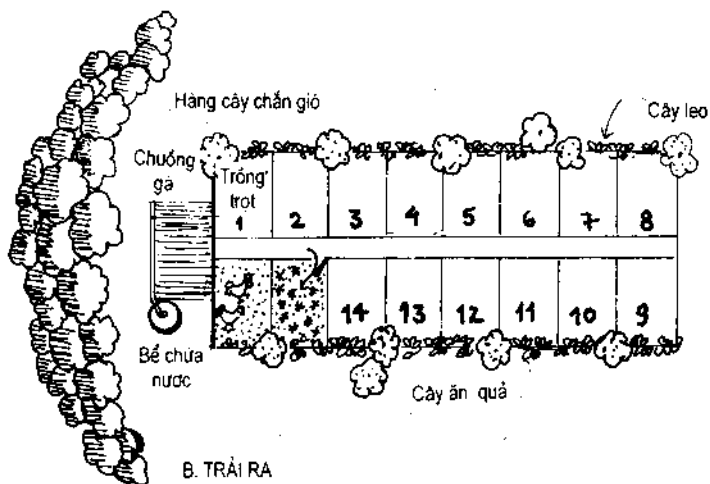 Hàng cây chắn gió
Cây leo
Chuồng
gà
Trồng
trọt
1 2 3 4 5 6 7 8
14 13 12 11 10 9
Bể chứa
nước
Cây ăn quả
B. TRẢI RA